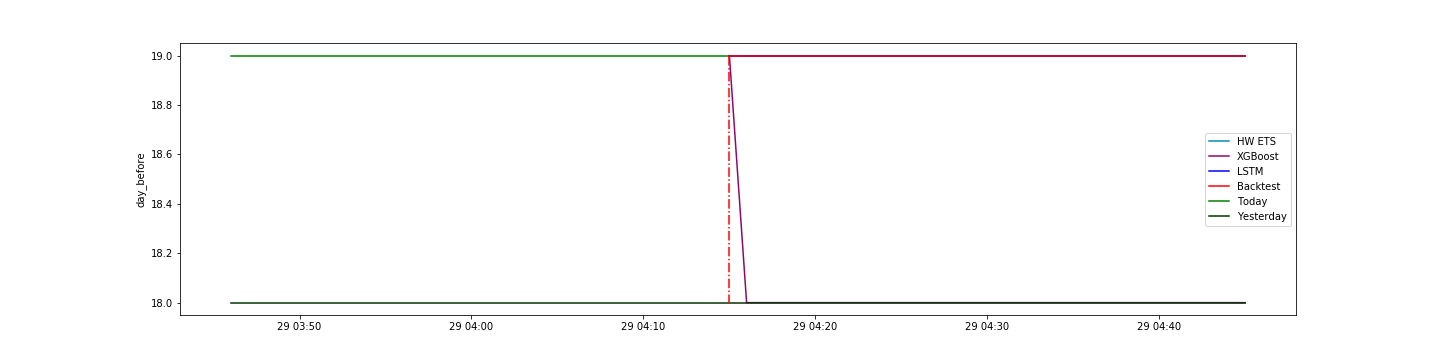 19.0
18.8
18.6
18.4
18.2
18.0
day_before
HW ETS
XGBoost
LSTM
Backtest
Today
Yesterday
29 03:50
29 04:00
29 04:10
29 04:20
29 04:30
29 04:40